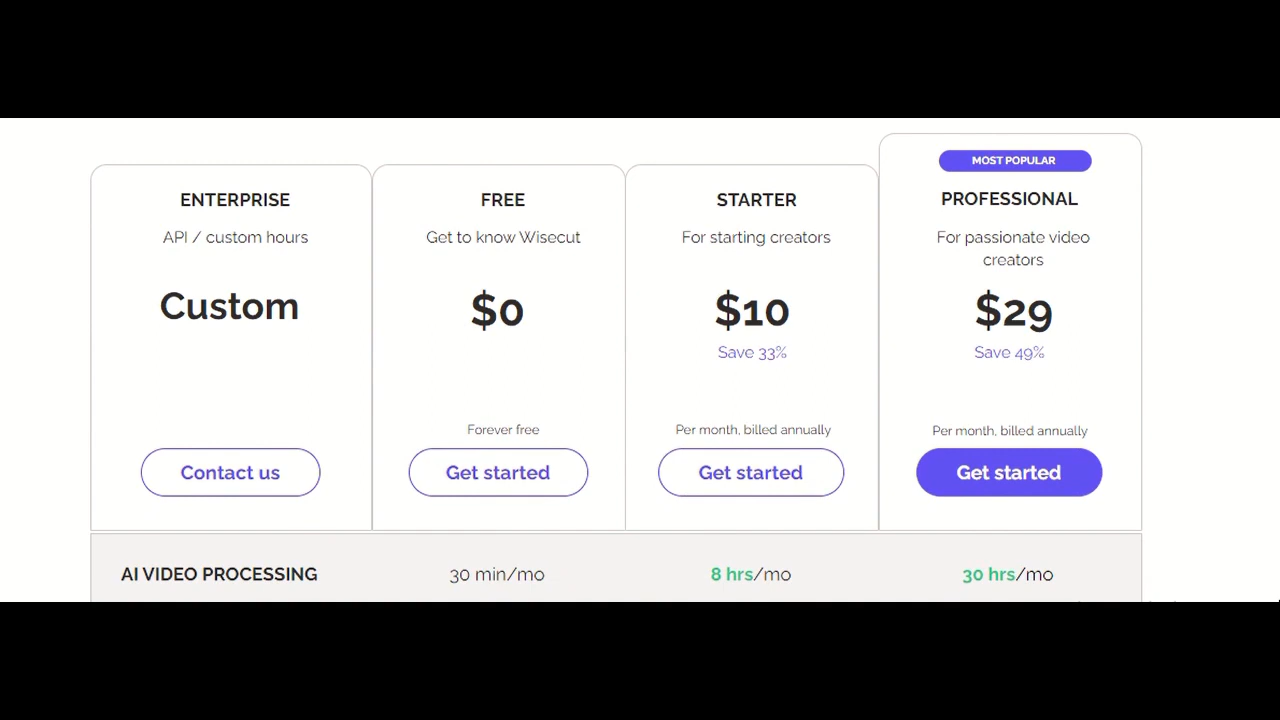 ENTERPRISE
API / custom hours
Custom
Contact us
FREE
Get to know Wisecut
$0
Forever free
Get started
STARTER
For starting creators
$10
Save 33%
Per month, billed annually
Get started
MOST POPULAR
PROFESSIONAL
For passionate video
creators
$29
Save 49%
Per month, billed annually
Get started
AI VIDEO PROCESSING
30 min/mo
8 hrs/mo
30 hrs/mo